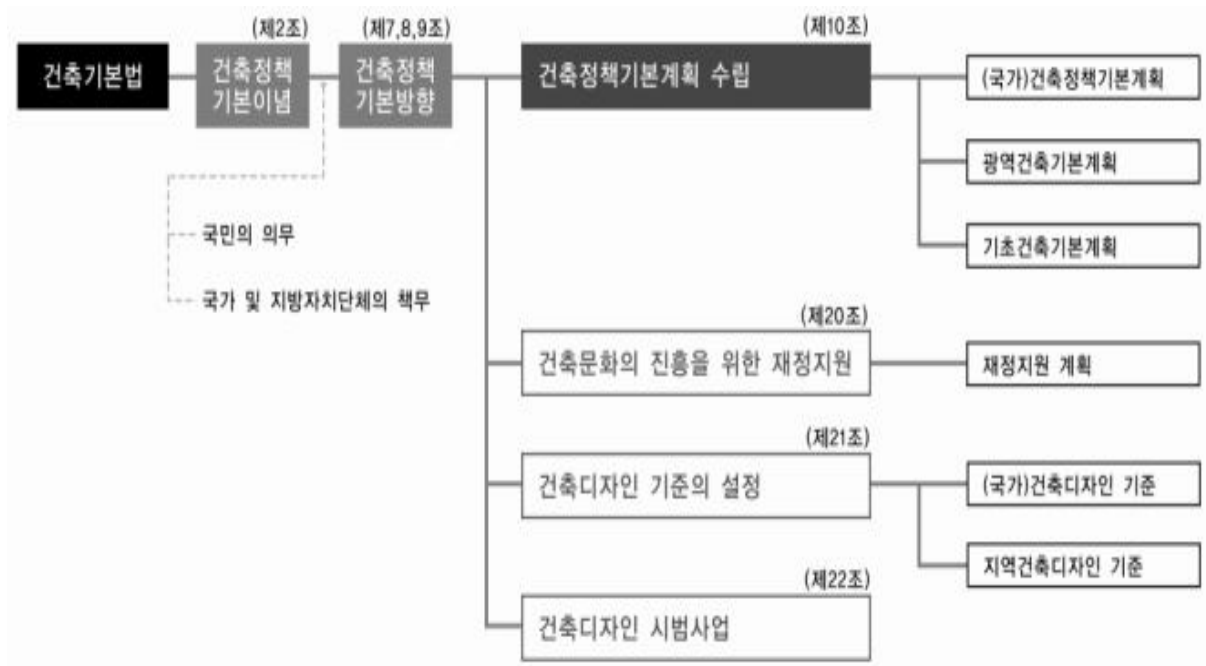 (제2조)
(제7,8,9조)
(제10조)
건축기본법
건축정책
기본이념
건축정책
기본방향
건축정책기본계획 수립
(국가)건축정책기본계획
광역건축기본계획
기초건축기본계획
국민의 의무
국가 및 지방자치단체의 책무
(제20조)
건축문화의 진흥을 위한 재정지원
재정지원 계획
(제21조)
건축디자인 기준의 설정
(국가)건축디자인 기준
지역건축디자인 기준
(제22조)
건축디자인 시범사업